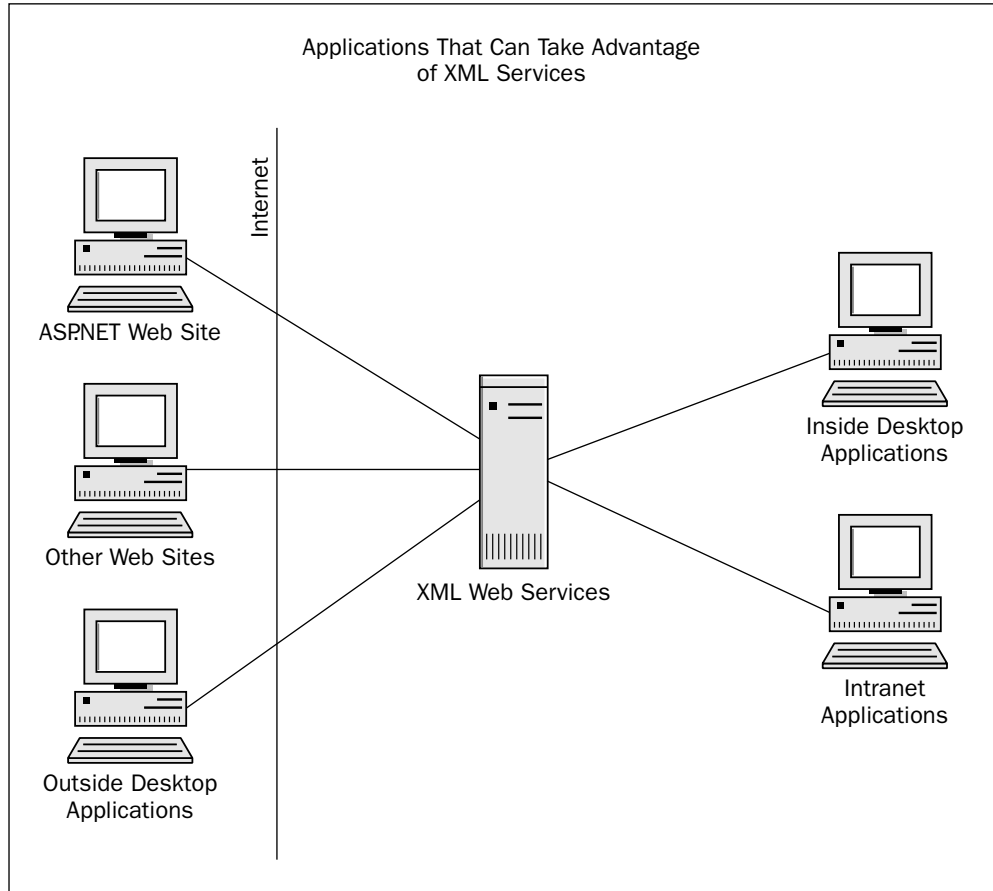 Applications That Can Take Advantage
of XML Services
Internet
ASP.NET Web Site
Other Web Sites
Outside Desktop
Applications
XML Web Services
Inside Desktop
Applications
Intranet
Applications